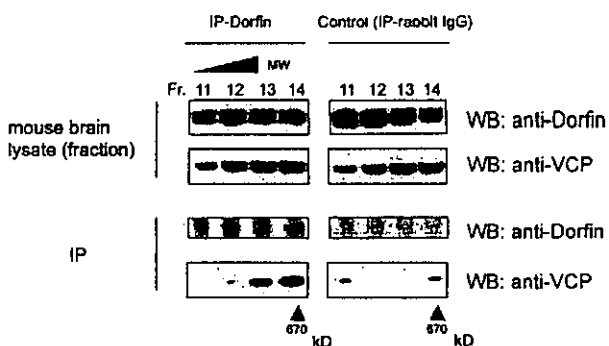 IP-Dorfin
Control (IP-rabbit IgG)
MW
Fr. 11 12 13 14
11 12 13 14
mouse brain lysate (fraction)
WB: anti-Dorfin
WB: anti-VCP
IP
WB: anti-Dorfin
WB: anti-VCP
670 kD
670 kD